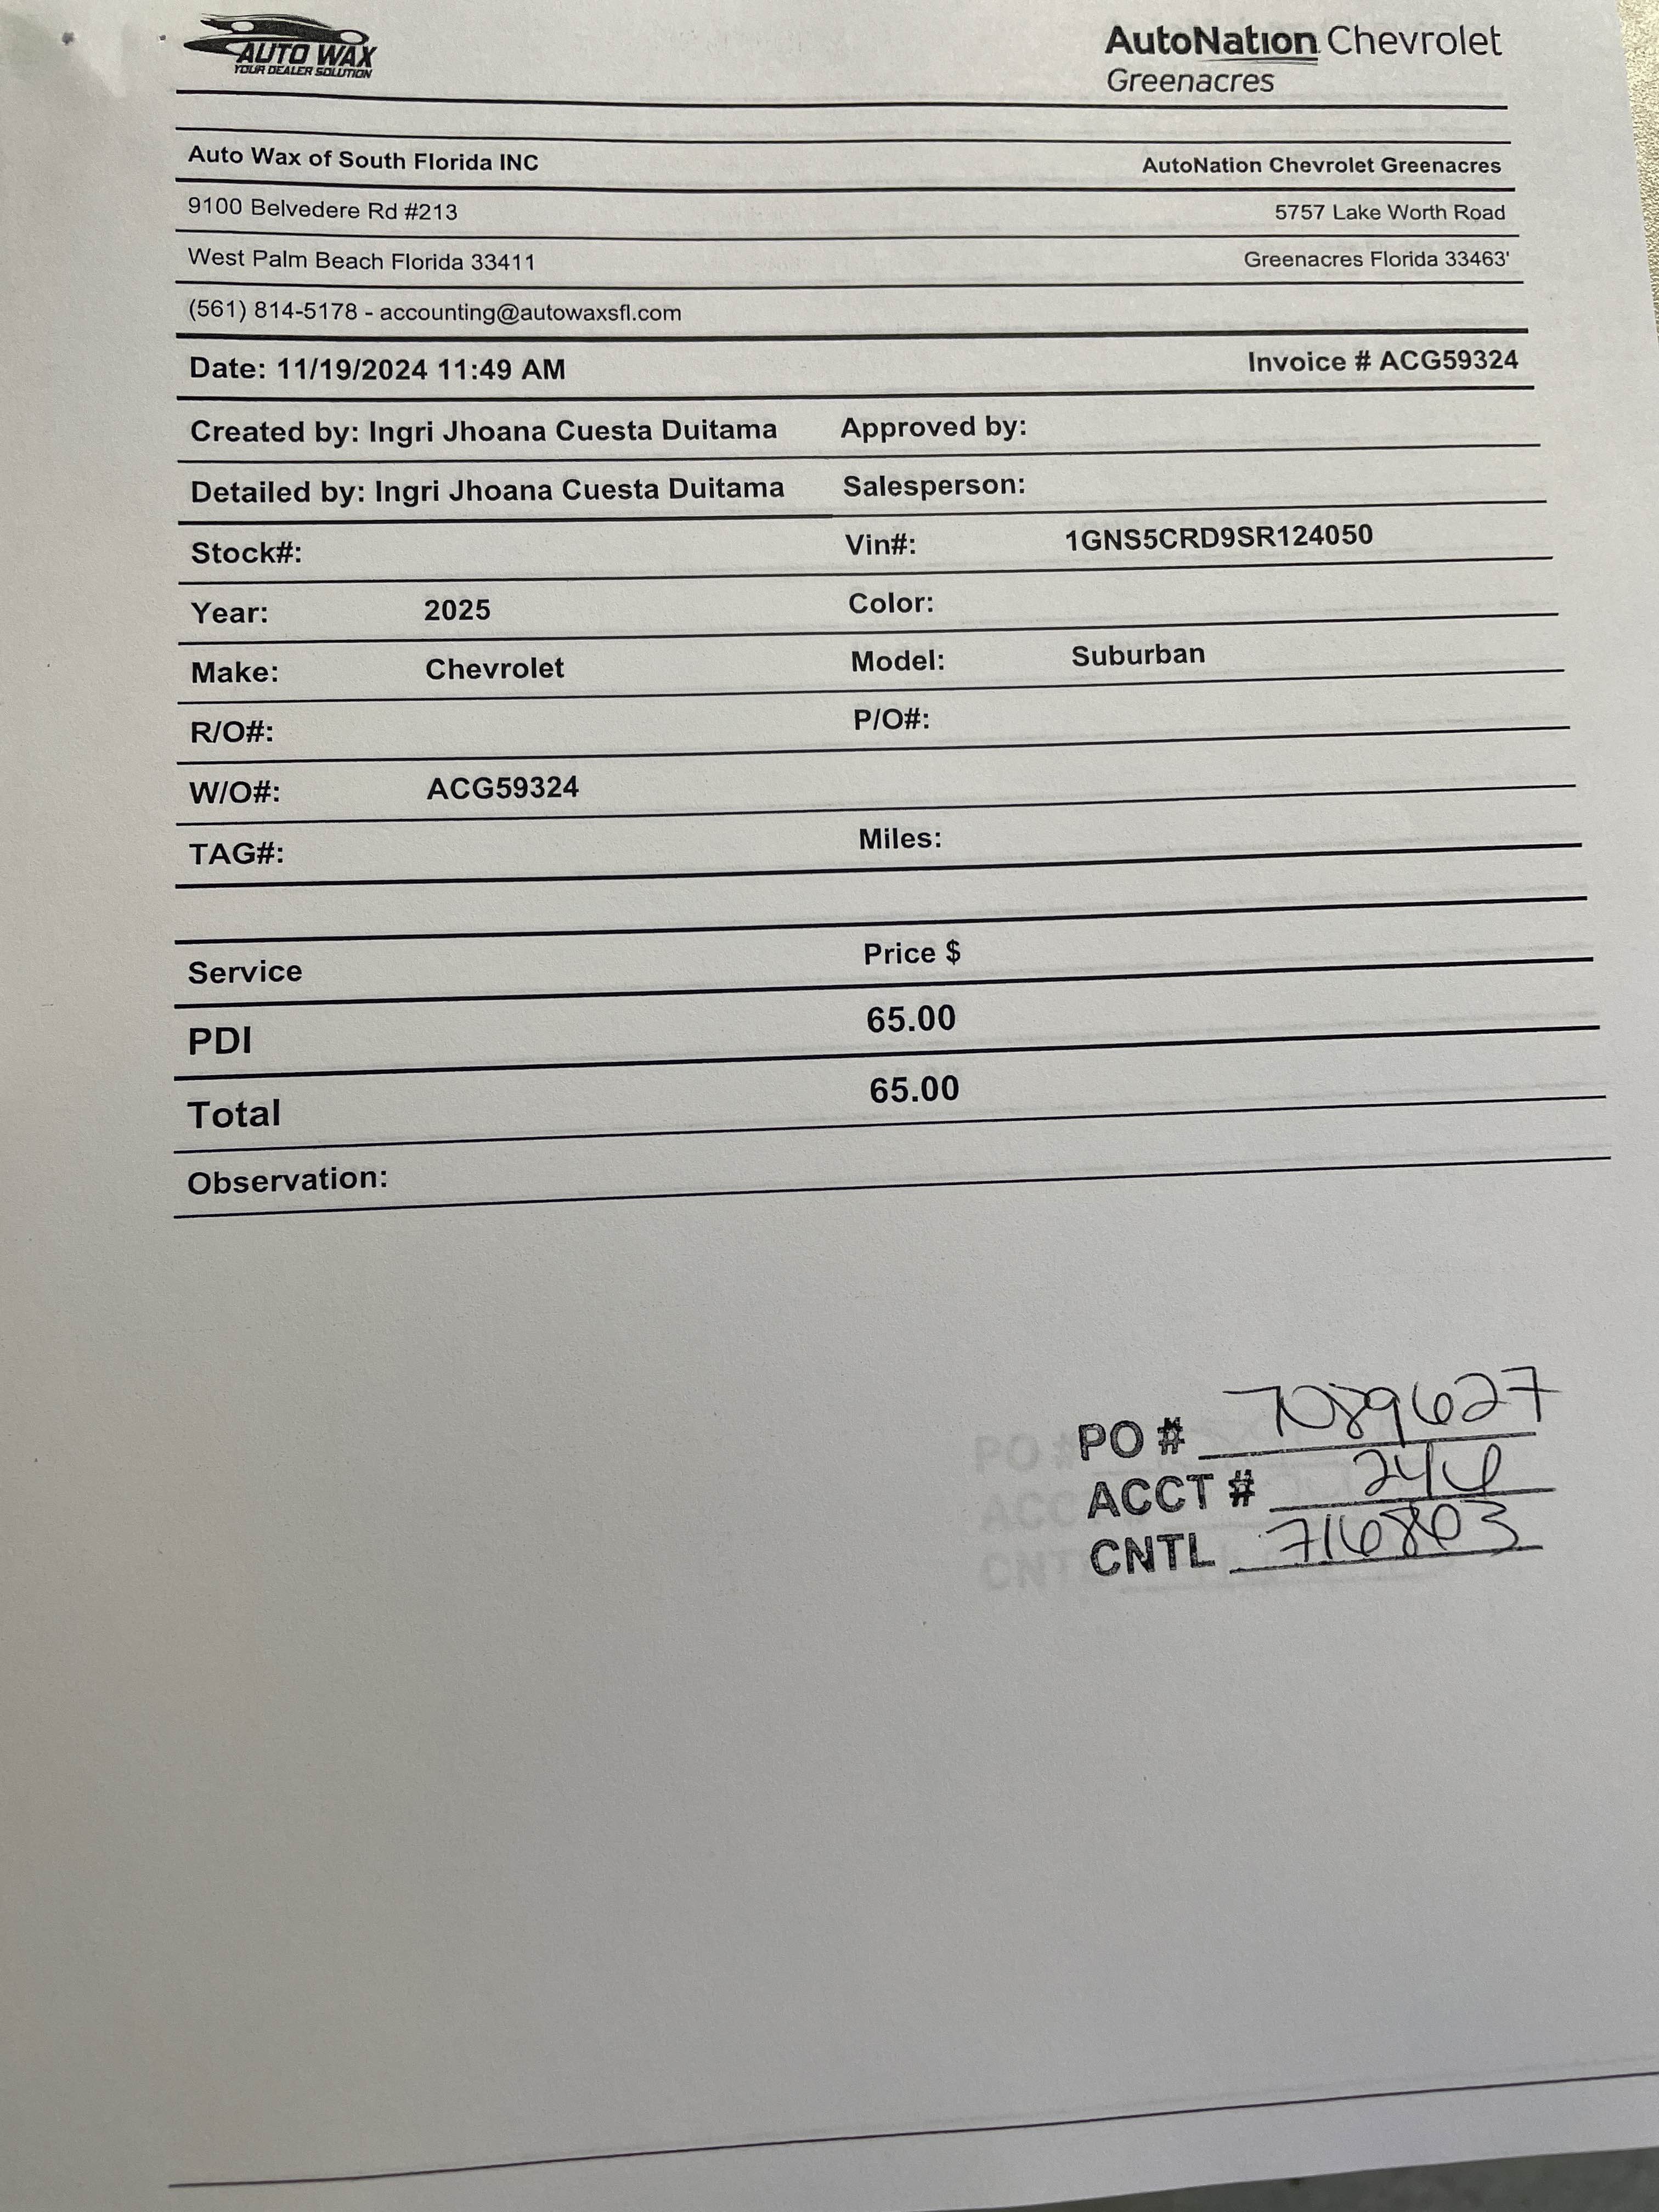 AUTO WAX
YOUR DEALER SOLUTION
AutoNation Chevrolet
Greenacres
Auto Wax of South Florida INC
AutoNation Chevrolet Greenacres
9100 Belvedere Rd #213
5757 Lake Worth Road
West Palm Beach Florida 33411
Greenacres Florida 33463'
(561) 814-5178 - accounting@autowaxsfl.com
Date: 11/19/2024 11:49 AM
Invoice # ACG59324
Created by: Ingri Jhoana Cuesta Duitama Approved by:
Detailed by: Ingri Jhoana Cuesta Duitama Salesperson:
Stock#: Vin#: 1GNS5CRD9SR124050
Year: 2025 Color:
Make: Chevrolet Model: Suburban
R/O#: P/O#:
W/O#: ACG59324
TAG#: Miles:
Service Price $
PDI 65.00
Total 65.00
Observation:
PO # 7089627
ACCT # 246
CNTL 716803